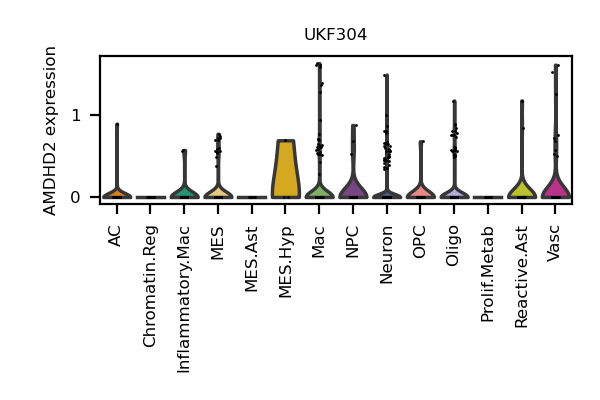 UKF304
AMDHD2 expression
1
0
AC
Chromatin.Reg
Inflammatory.Mac
MES
MES.Ast
MES.Hyp
Mac
NPC
Neuron
OPC
Oligo
Prolif.Metab
Reactive.Ast
Vasc